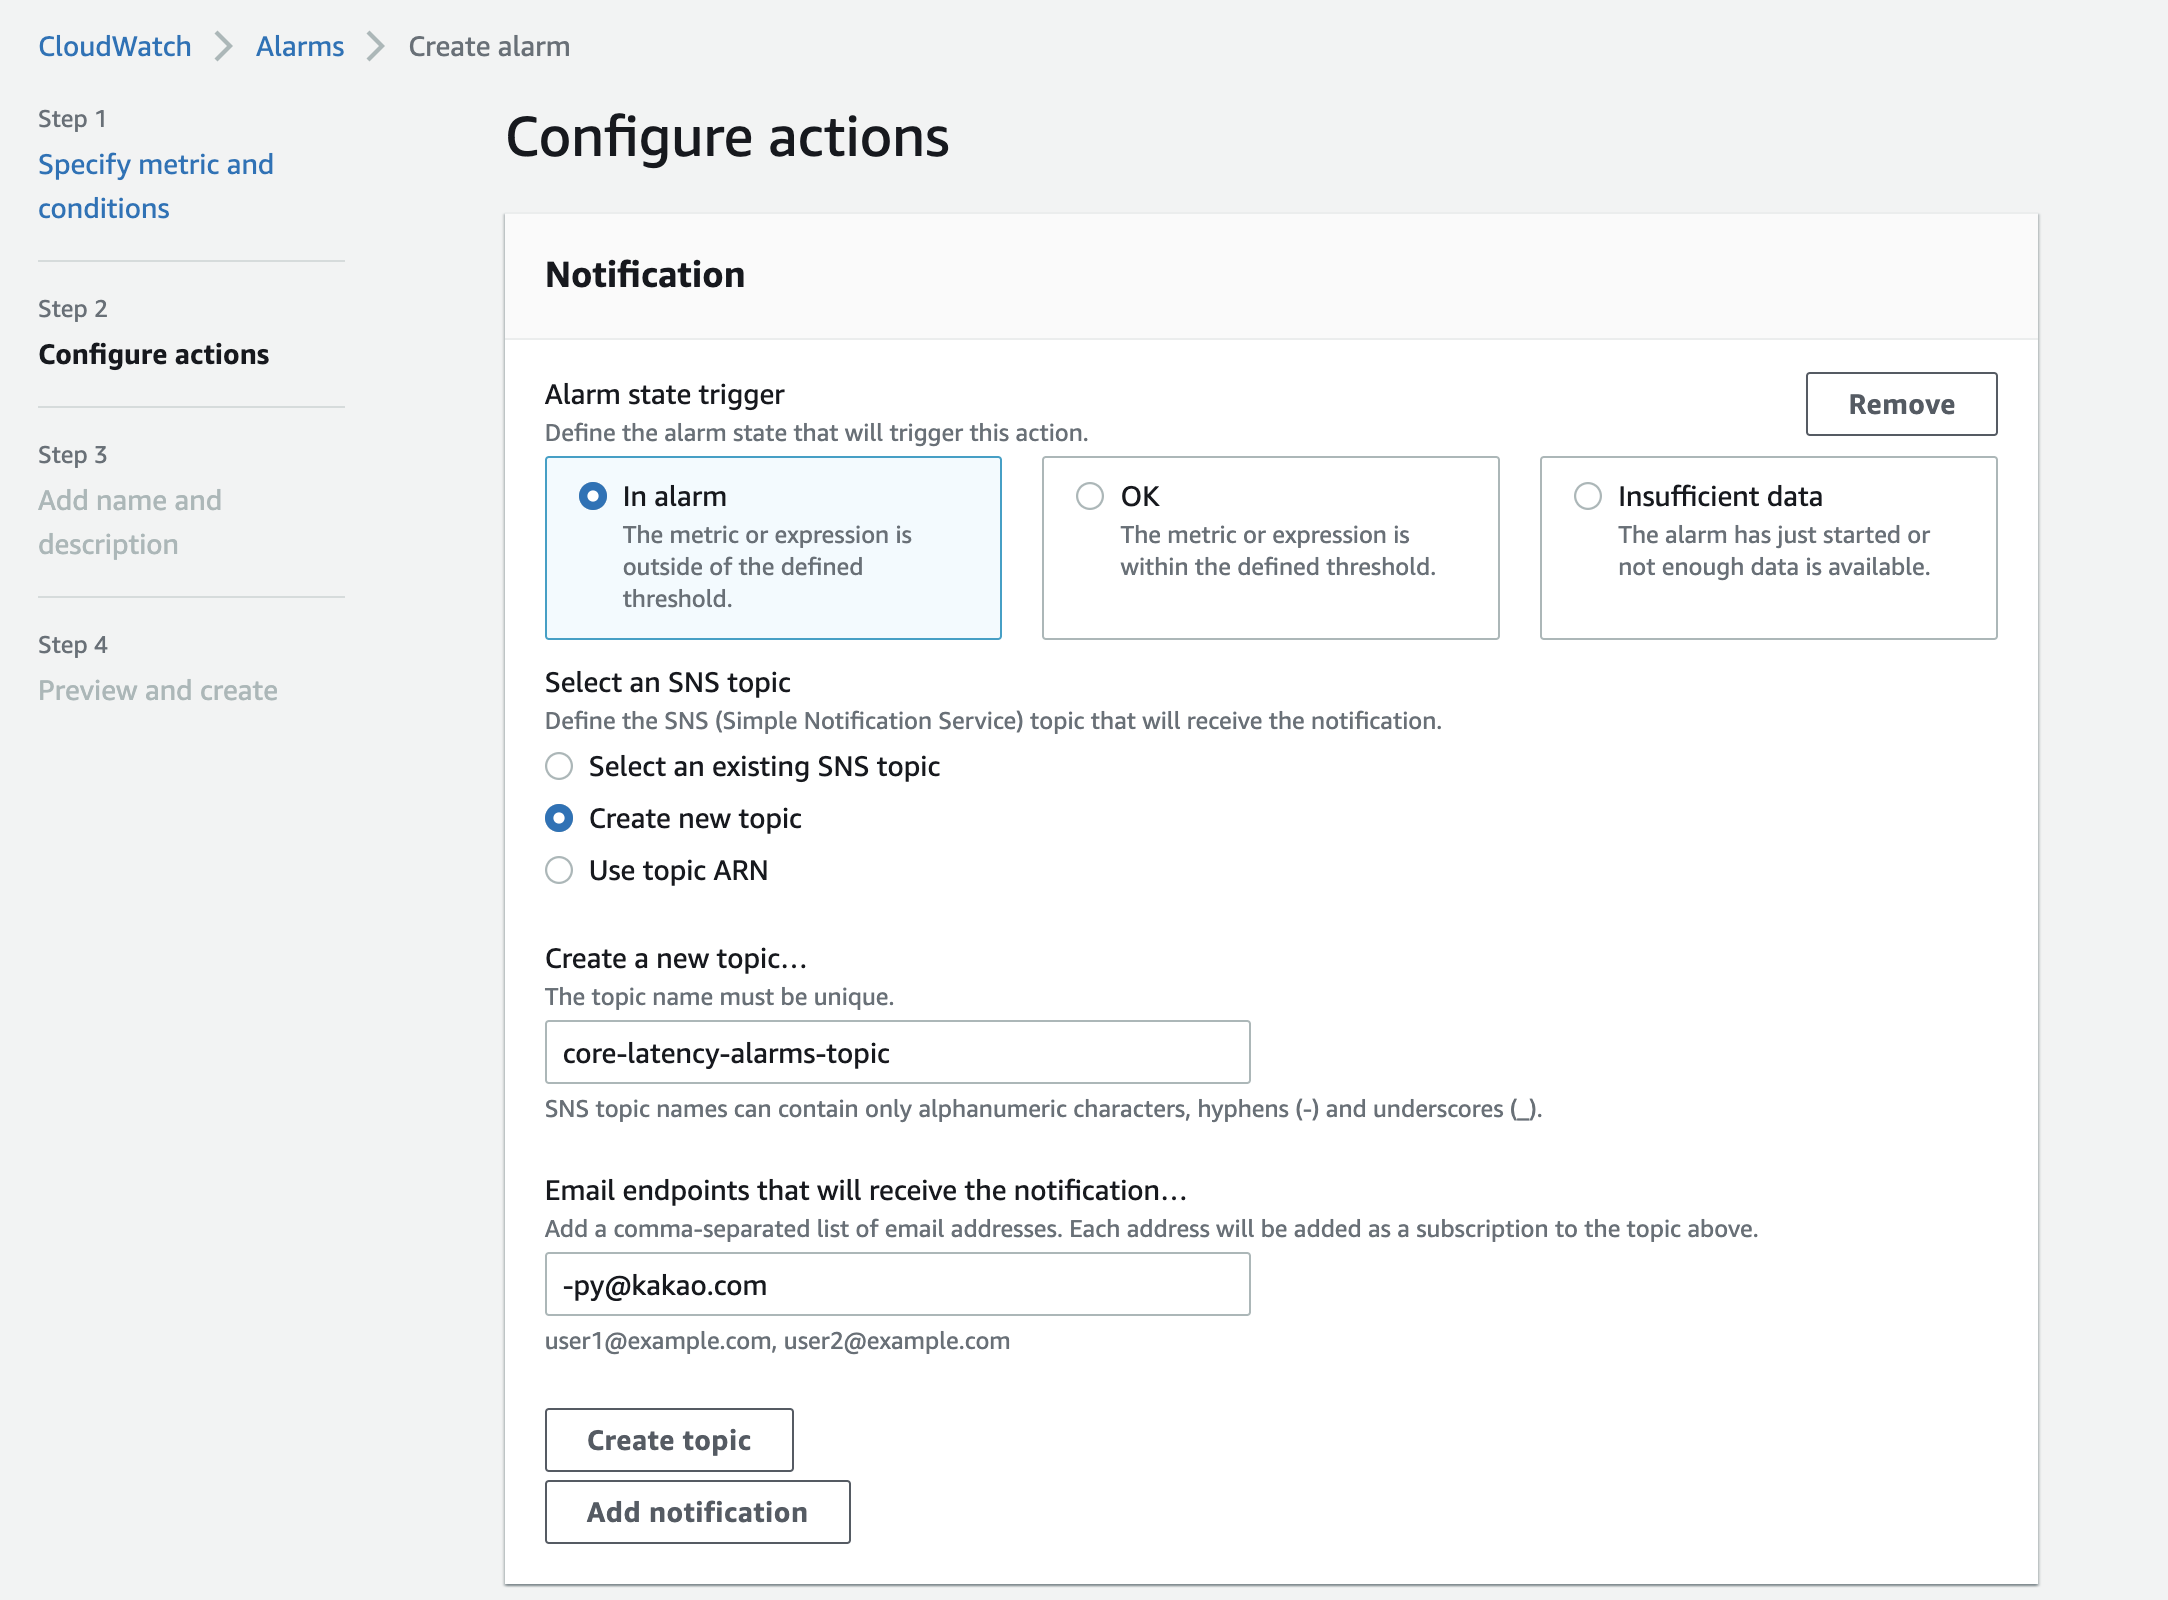 CloudWatch > Alarms > Create alarm
Step 1
Specify metric and
conditions
Step 2
Configure actions
Step 3
Add name and
description
Step 4
Preview and create
Configure actions
Notification
Alarm state trigger
Define the alarm state that will trigger this action.
Remove
In alarm
The metric or expression is
outside of the defined
threshold.
OK
The metric or expression is
within the defined threshold.
Insufficient data
The alarm has just started or
not enough data is available.
Select an SNS topic
Define the SNS (Simple Notification Service) topic that will receive the notification.
Select an existing SNS topic
Create new topic
Use topic ARN
Create a new topic…
The topic name must be unique.
core-latency-alarms-topic
SNS topic names can contain only alphanumeric characters, hyphens (-) and underscores (_).
Email endpoints that will receive the notification…
Add a comma-separated list of email addresses. Each address will be added as a subscription to the topic above.
-py@kakao.com
user1@example.com, user2@example.com
Create topic
Add notification